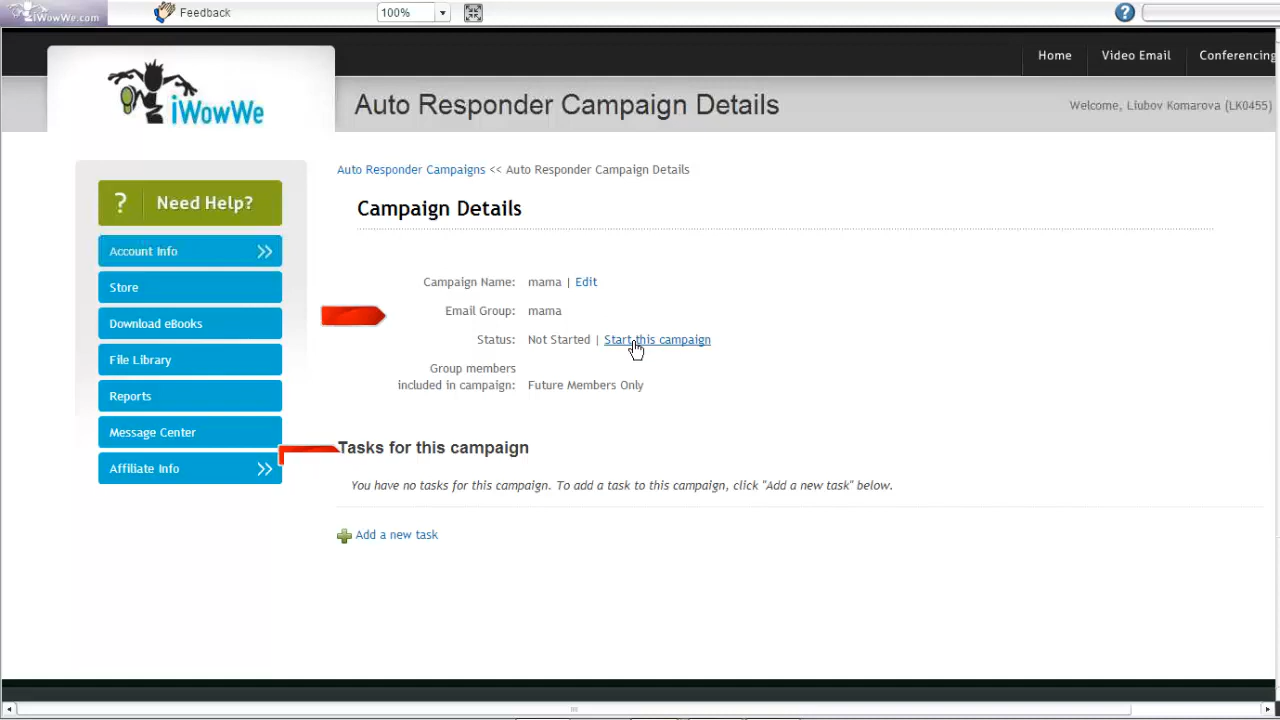 iWowWe.com
Feedback
100%
Home
Video Email
Conferencing
iWowWe
Auto Responder Campaign Details
Welcome, Liubov Komarova (LK0455)
Auto Responder Campaigns << Auto Responder Campaign Details
? Need Help?
Campaign Details
Account Info
Store
Download eBooks
File Library
Reports
Message Center
Affiliate Info
Campaign Name: mama | Edit
Email Group: mama
Status: Not Started | Start this campaign
Group members
included in campaign: Future Members Only
Tasks for this campaign
You have no tasks for this campaign. To add a task to this campaign, click "Add a new task" below.
Add a new task